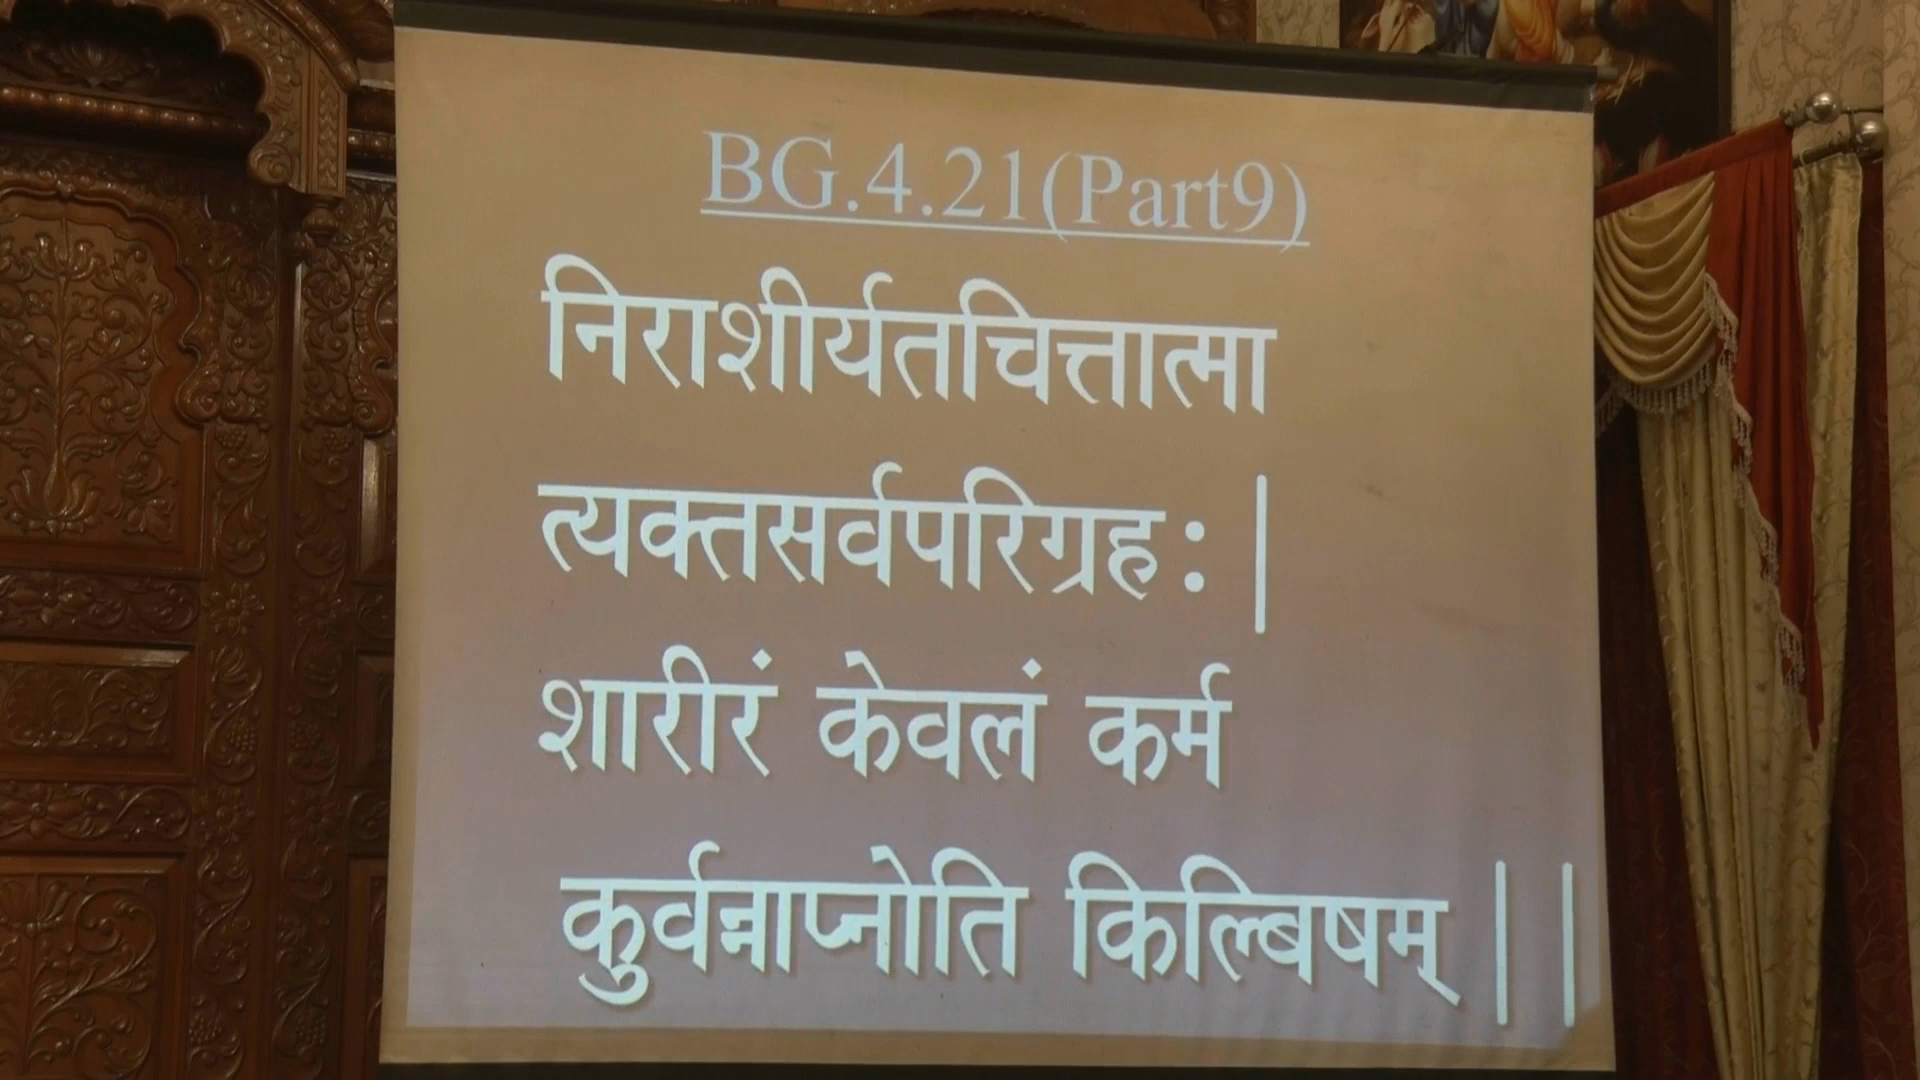 BG.4.21(Part9)
निराशीर्यतचित्तात्मा
त्यक्तसर्वपरिग्रह: |
शारीरं केवलं कर्म
कुर्वन्नाप्नोति किल्बिषम् ||